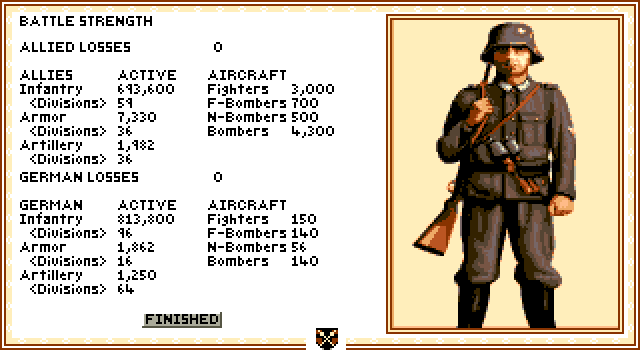 BATTLE STRENGTH
ALLIED LOSSES 0
ALLIES ACTIVE AIRCRAFT
Infantry 693,600 Fighters 3,000
<Divisions> 59 F-Bombers 700
Armor 7,330 N-Bombers 500
<Divisions> 36 Bombers 4,300
Artillery 1,982
<Divisions> 36
GERMAN LOSSES 0
GERMAN ACTIVE AIRCRAFT
Infantry 813,800 Fighters 150
<Divisions> 96 F-Bombers 140
Armor 1,862 N-Bombers 56
<Divisions> 16 Bombers 140
Artillery 1,250
<Divisions> 64
FINISHED